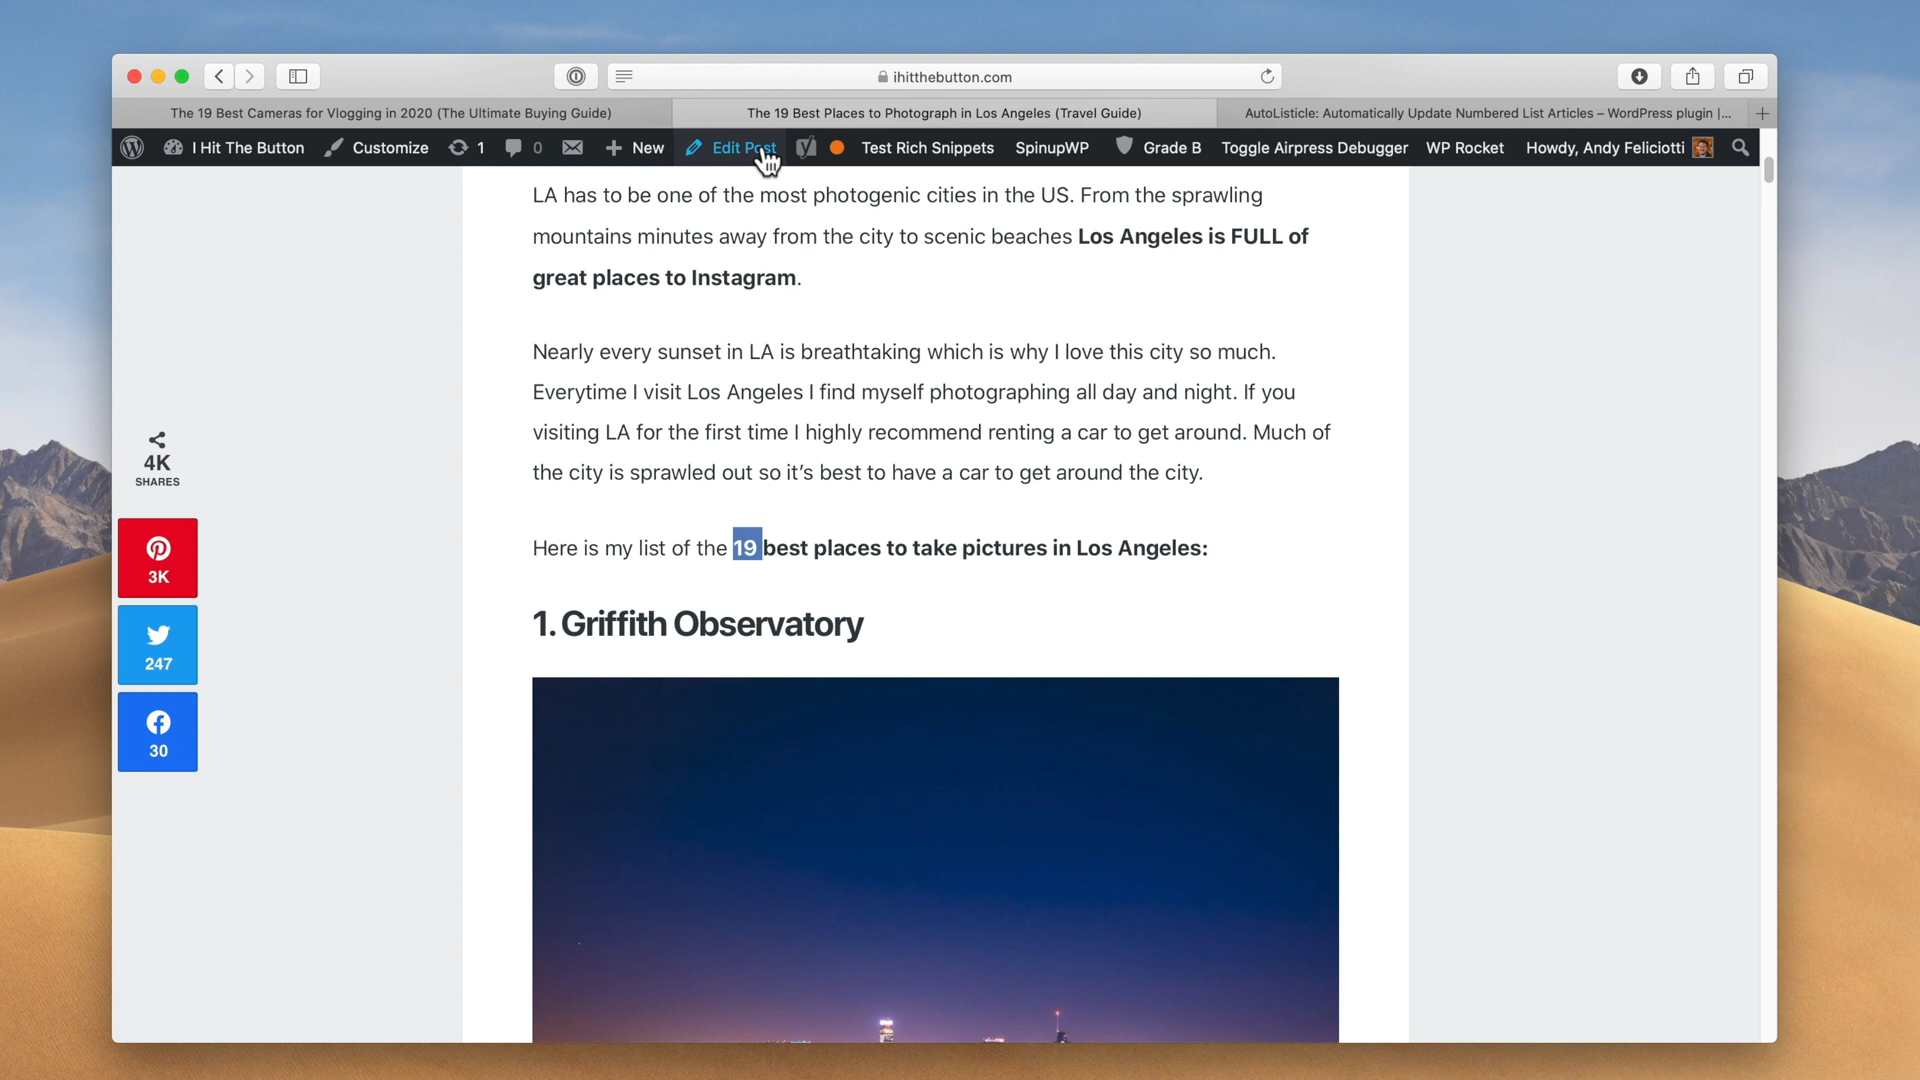 ihitthebutton.com
The 19 Best Cameras for Vlogging in 2020 (The Ultimate Buying Guide)
The 19 Best Places to Photograph in Los Angeles (Travel Guide)
AutoListicle: Automatically Update Numbered List Articles – WordPress plugin |...
I Hit The Button Customize 1 0 New Edit Post Test Rich Snippets SpinupWP Grade B Toggle Airpress Debugger WP Rocket Howdy, Andy Feliciotti
LA has to be one of the most photogenic cities in the US. From the sprawling
mountains minutes away from the city to scenic beaches Los Angeles is FULL of
great places to Instagram.
Nearly every sunset in LA is breathtaking which is why I love this city so much.
Everytime I visit Los Angeles I find myself photographing all day and night. If you
visiting LA for the first time I highly recommend renting a car to get around. Much of
the city is sprawled out so it's best to have a car to get around the city.
Here is my list of the 19 best places to take pictures in Los Angeles:
1. Griffith Observatory
4K
SHARES
3K
247
30